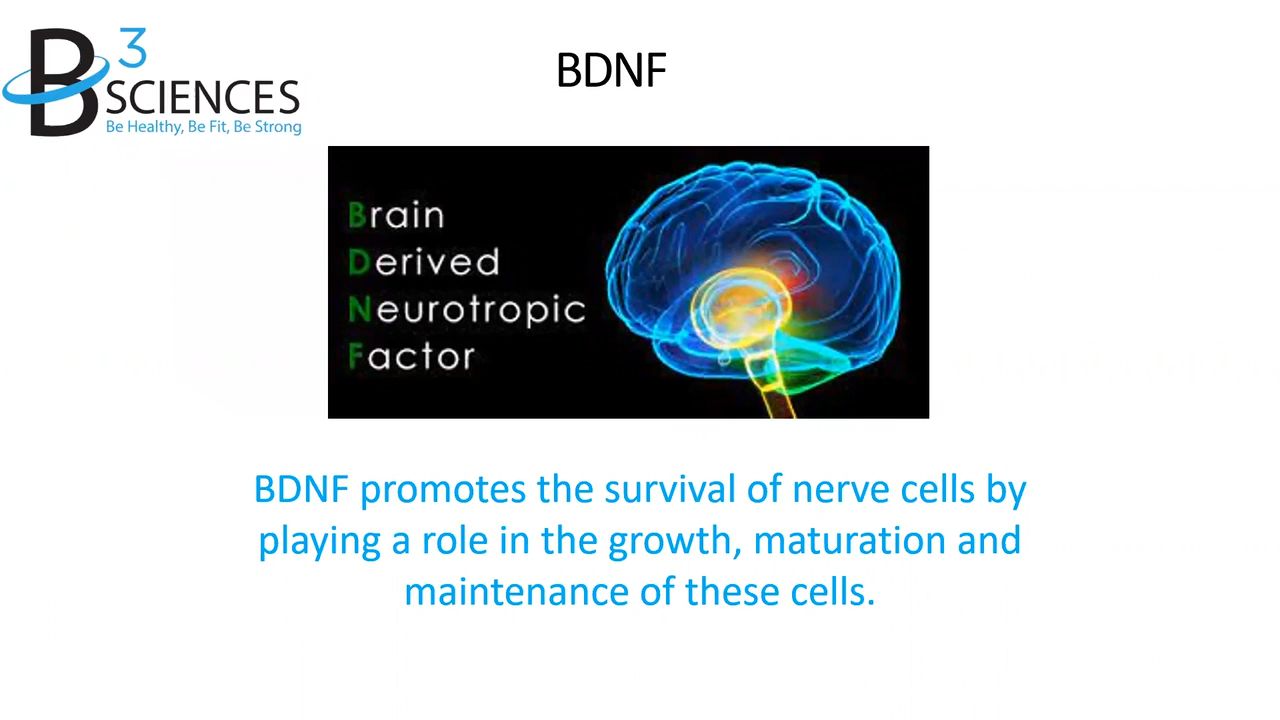 B3 SCIENCES
Be Healthy, Be Fit, Be Strong
BDNF
Brain
Derived
Neurotropic
Factor
BDNF promotes the survival of nerve cells by
playing a role in the growth, maturation and
maintenance of these cells.